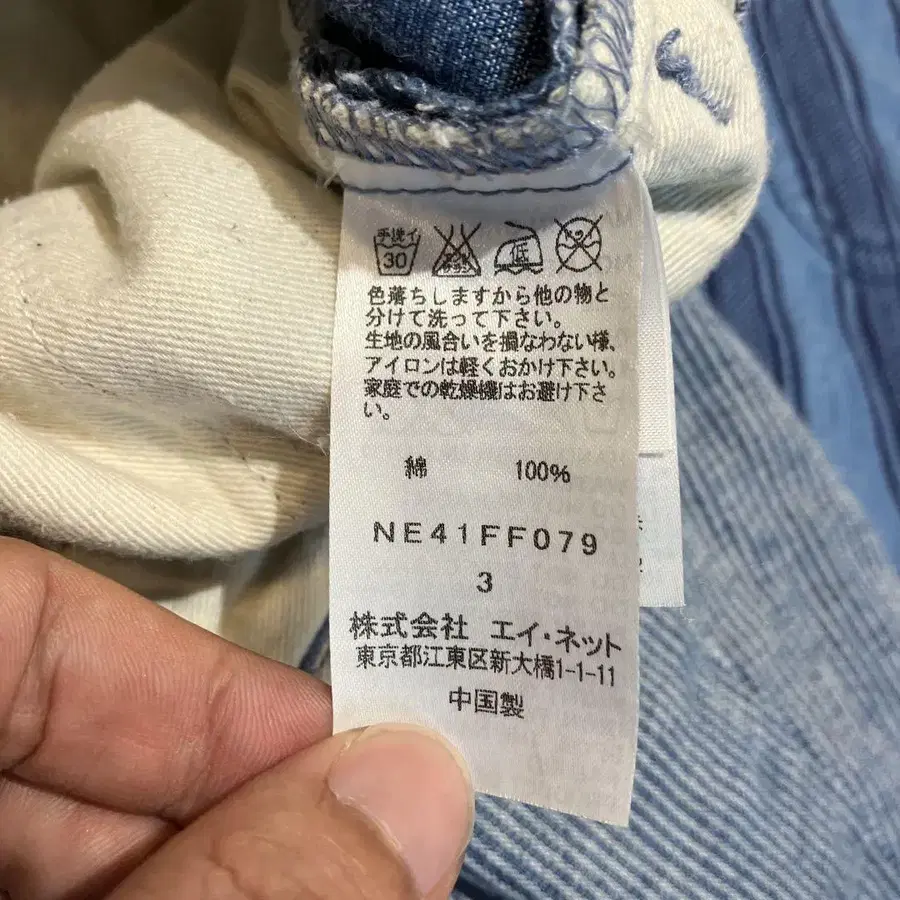 手洗イ
30
低
色落ちしますから他の物と
分けて洗って下さい。
生地の風合いを損なわない様、
アイロンは軽くおかけ下さい。
家庭での乾燥機はお避け下さ
い。
綿 100%
NE41FF079
3
株式会社 エイ・ネット
東京都江東区新大橋1-1-11
中国製